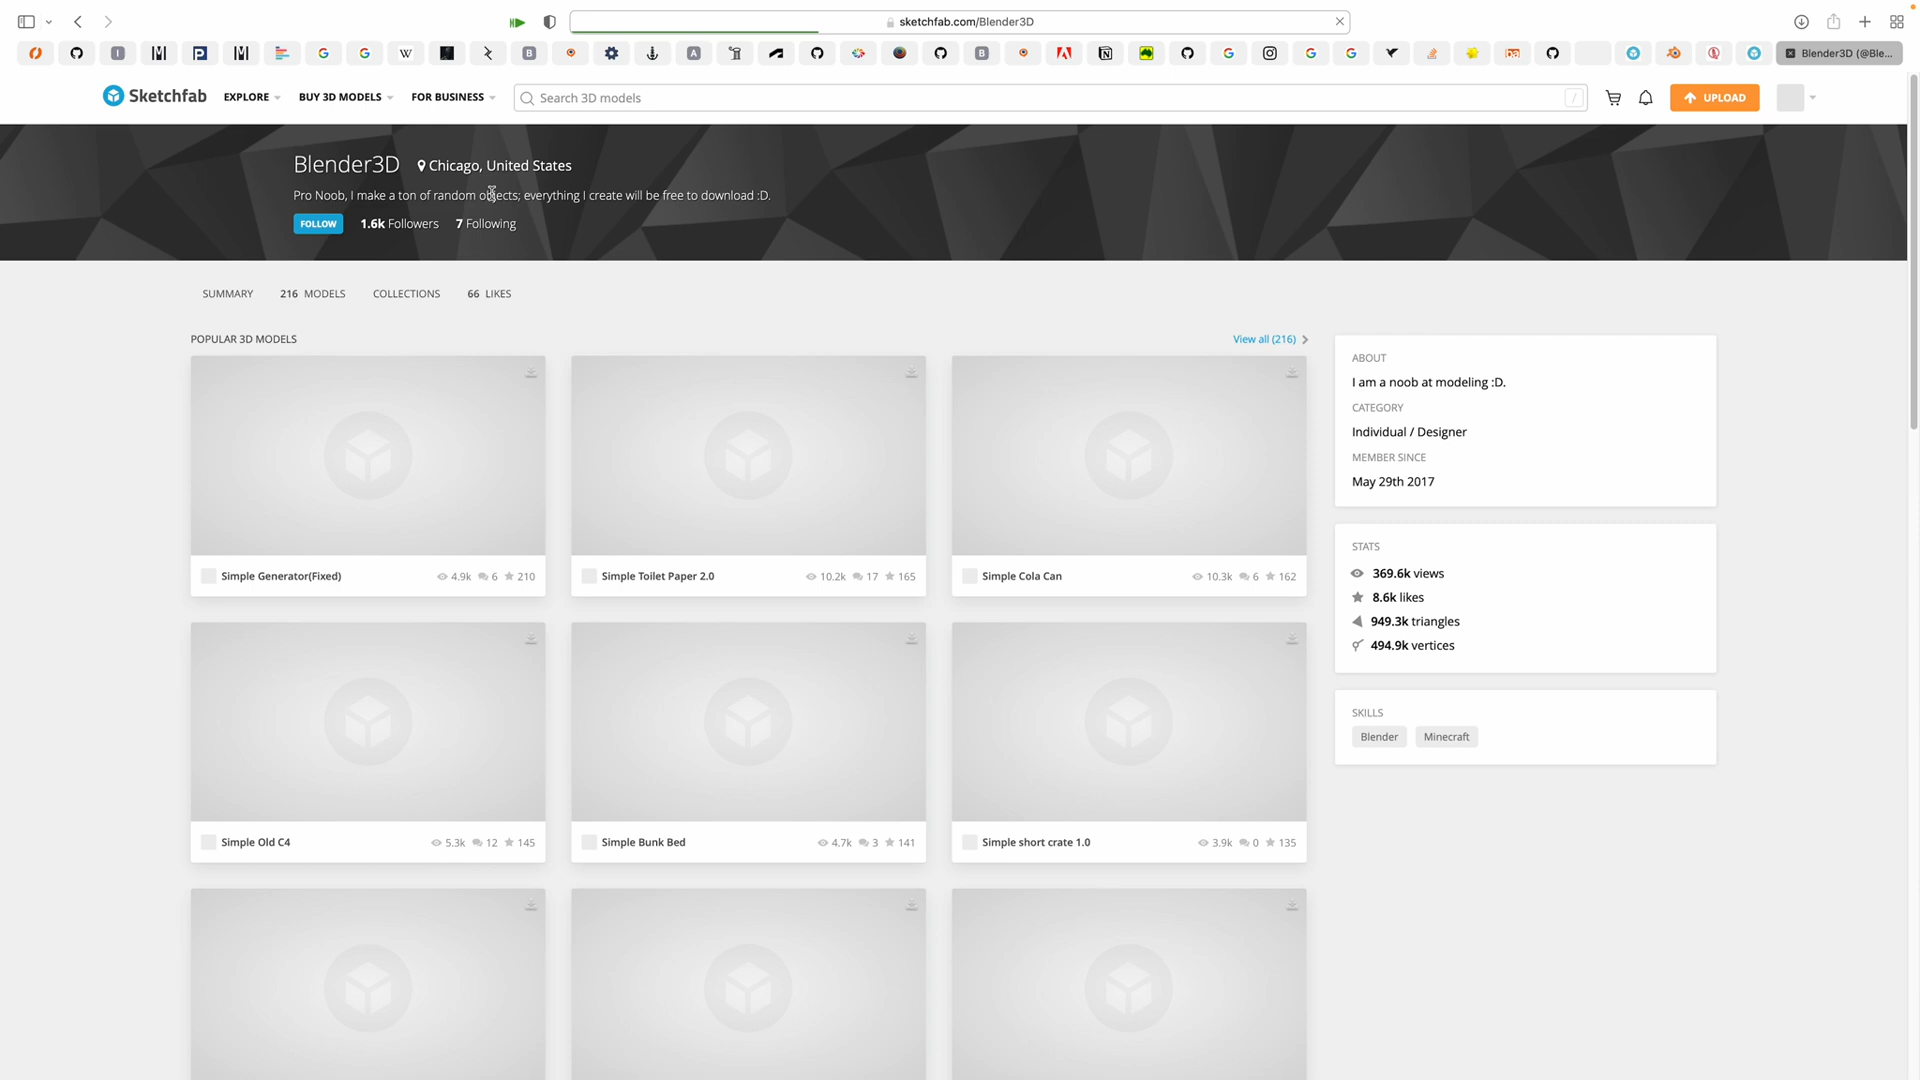 sketchfab.com/Blender3D
Blender3D (@Ble...
Sketchfab
EXPLORE
BUY 3D MODELS
FOR BUSINESS
Search 3D models
/
UPLOAD
Blender3D
Chicago, United States
Pro Noob, I make a ton of random objects; everything I create will be free to download :D.
FOLLOW
1.6k Followers
7 Following
SUMMARY
216 MODELS
COLLECTIONS
66 LIKES
POPULAR 3D MODELS
View all (216)
Simple Generator(Fixed) 4.9k 6 210
Simple Toilet Paper 2.0 10.2k 17 165
Simple Cola Can 10.3k 6 162
Simple Old C4 5.3k 12 145
Simple Bunk Bed 4.7k 3 141
Simple short crate 1.0 3.9k 0 135
ABOUT
I am a noob at modeling :D.
CATEGORY
Individual / Designer
MEMBER SINCE
May 29th 2017
STATS
369.6k views
8.6k likes
949.3k triangles
494.9k vertices
SKILLS
Blender
Minecraft